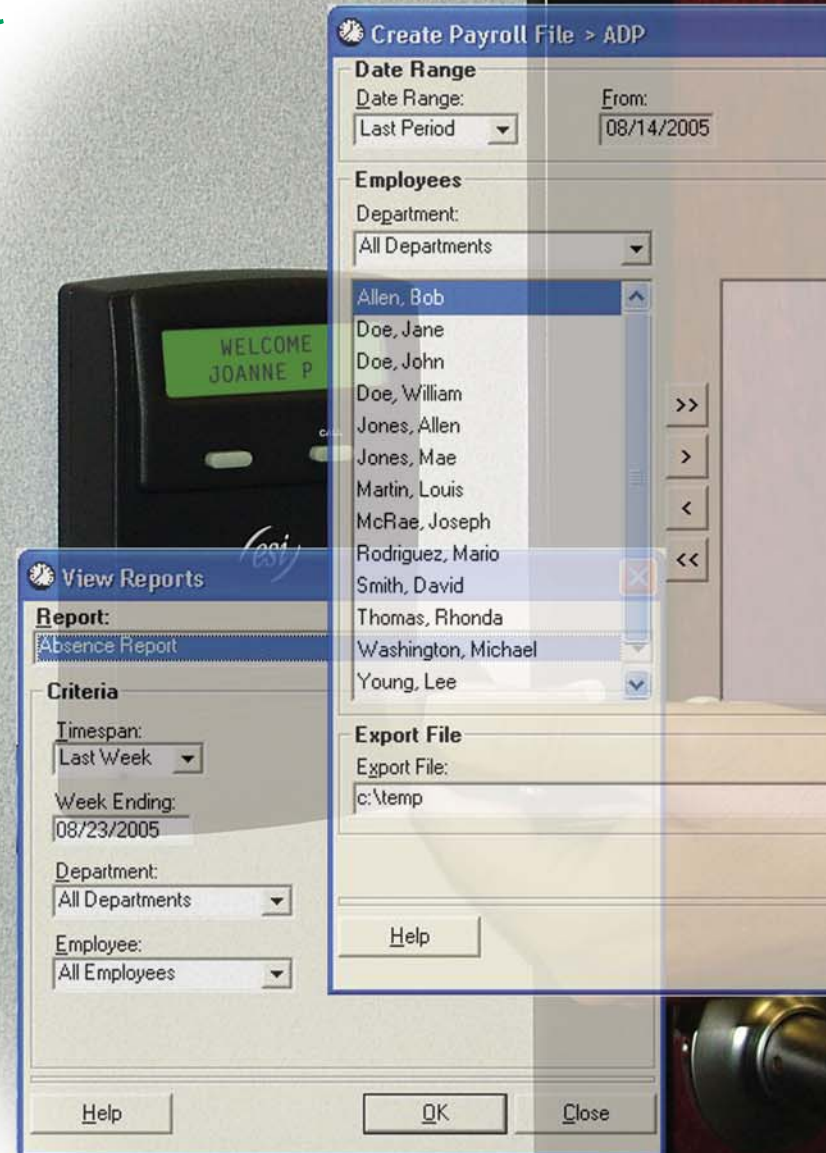 Create Payroll File > ADP
Date Range
Date Range:
From:
Last Period
08/14/2005
Employees
Department:
All Departments
Allen, Bob
Doe, Jane
Doe, John
Doe, William
Jones, Allen
Jones, Mae
Martin, Louis
McRae, Joseph
Rodriguez, Mario
Smith, David
Thomas, Rhonda
Washington, Michael
Young, Lee
>>
>
<
<<
Export File
Export File:
c:\temp
Help
WELCOME
JOANNE P
esi
View Reports
Report:
Absence Report
Criteria
Timespan:
Last Week
Week Ending:
08/23/2005
Department:
All Departments
Employee:
All Employees
Help
OK
Close